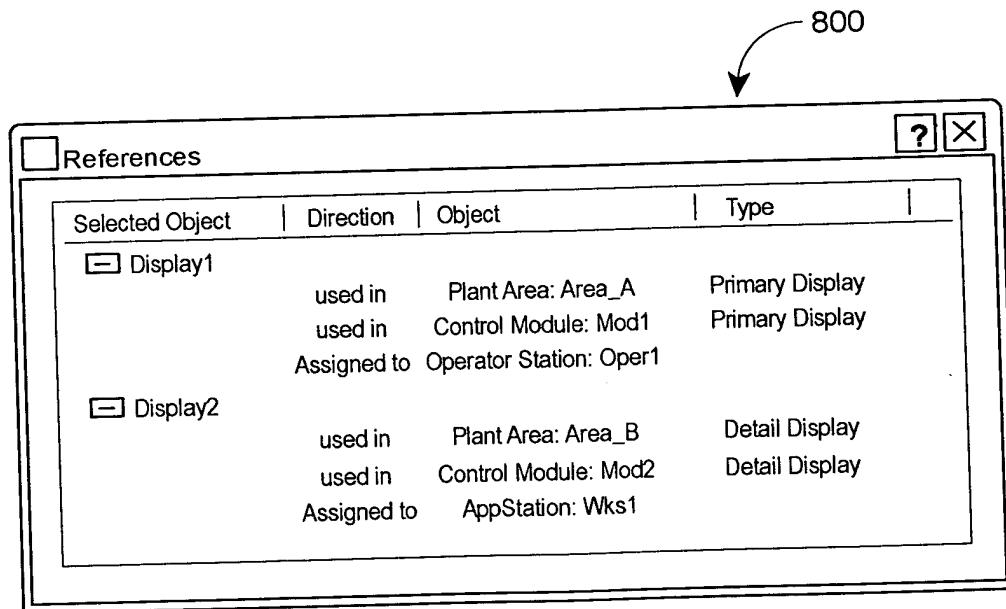 800
References ?
Selected Object Direction Object Type
Display1
used in Plant Area: Area_A Primary Display
used in Control Module: Mod1 Primary Display
Assigned to Operator Station: Oper1
Display2
used in Plant Area: Area_B Detail Display
used in Control Module: Mod2 Detail Display
Assigned to AppStation: Wks1